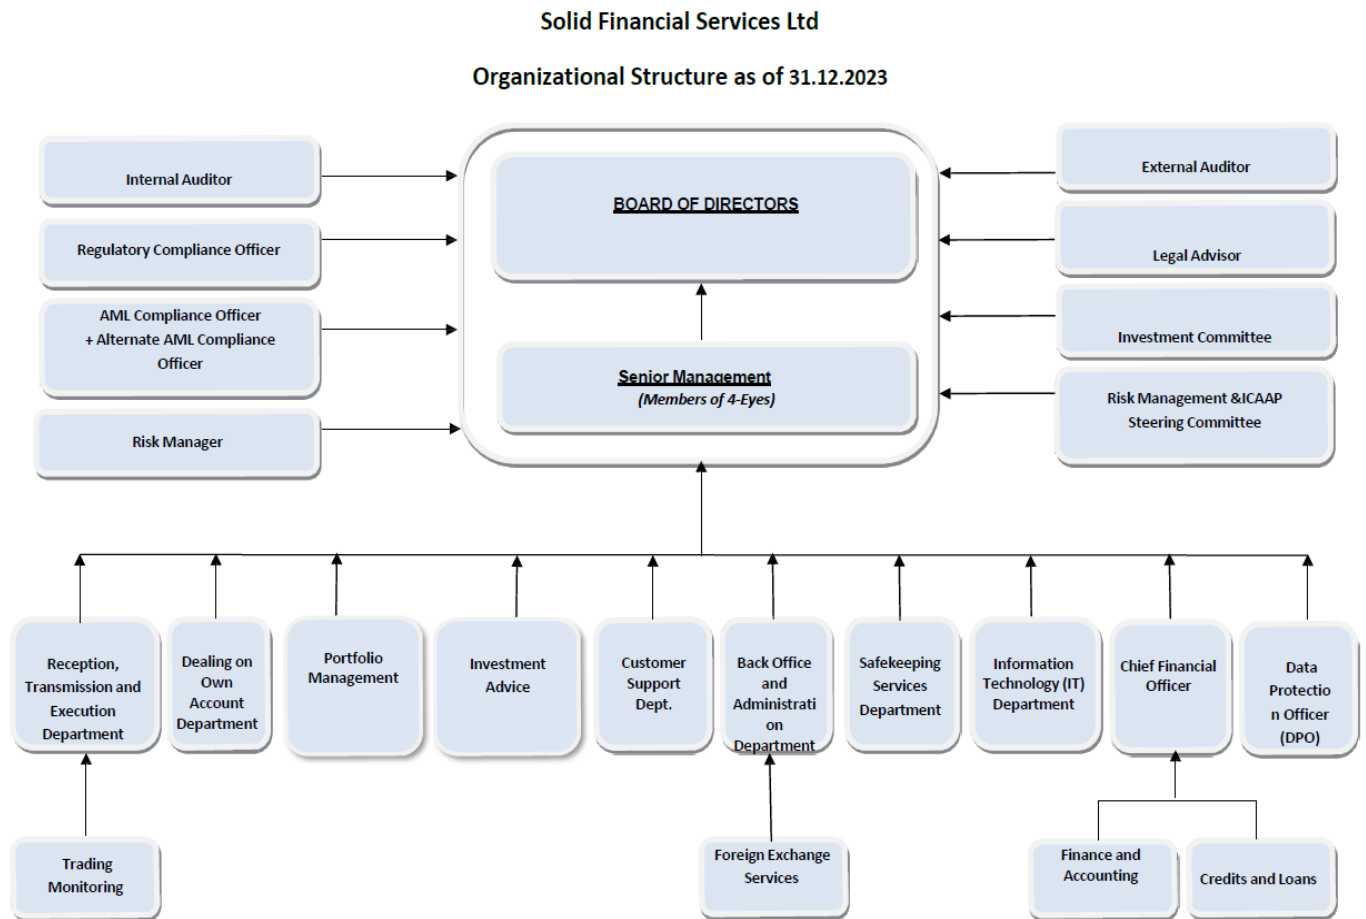 Solid Financial Services Ltd
Organizational Structure as of 31.12.2023
Internal Auditor
Regulatory Compliance Officer
AML Compliance Officer
+ Alternate AML Compliance
Officer
Risk Manager
BOARD OF DIRECTORS
Senior Management
(Members of 4-Eyes)
External Auditor
Legal Advisor
Investment Committee
Risk Management &ICAAP
Steering Committee
Reception,
Transmission and
Execution
Department
Dealing on
Own
Account
Department
Portfolio
Management
Investment
Advice
Customer
Support
Dept.
Back Office
and
Administrati
on
Department
Safekeeping
Services
Department
Information
Technology (IT)
Department
Chief Financial
Officer
Data
Protectio
n Officer
(DPO)
Trading
Monitoring
Foreign Exchange
Services
Finance and
Accounting
Credits and Loans